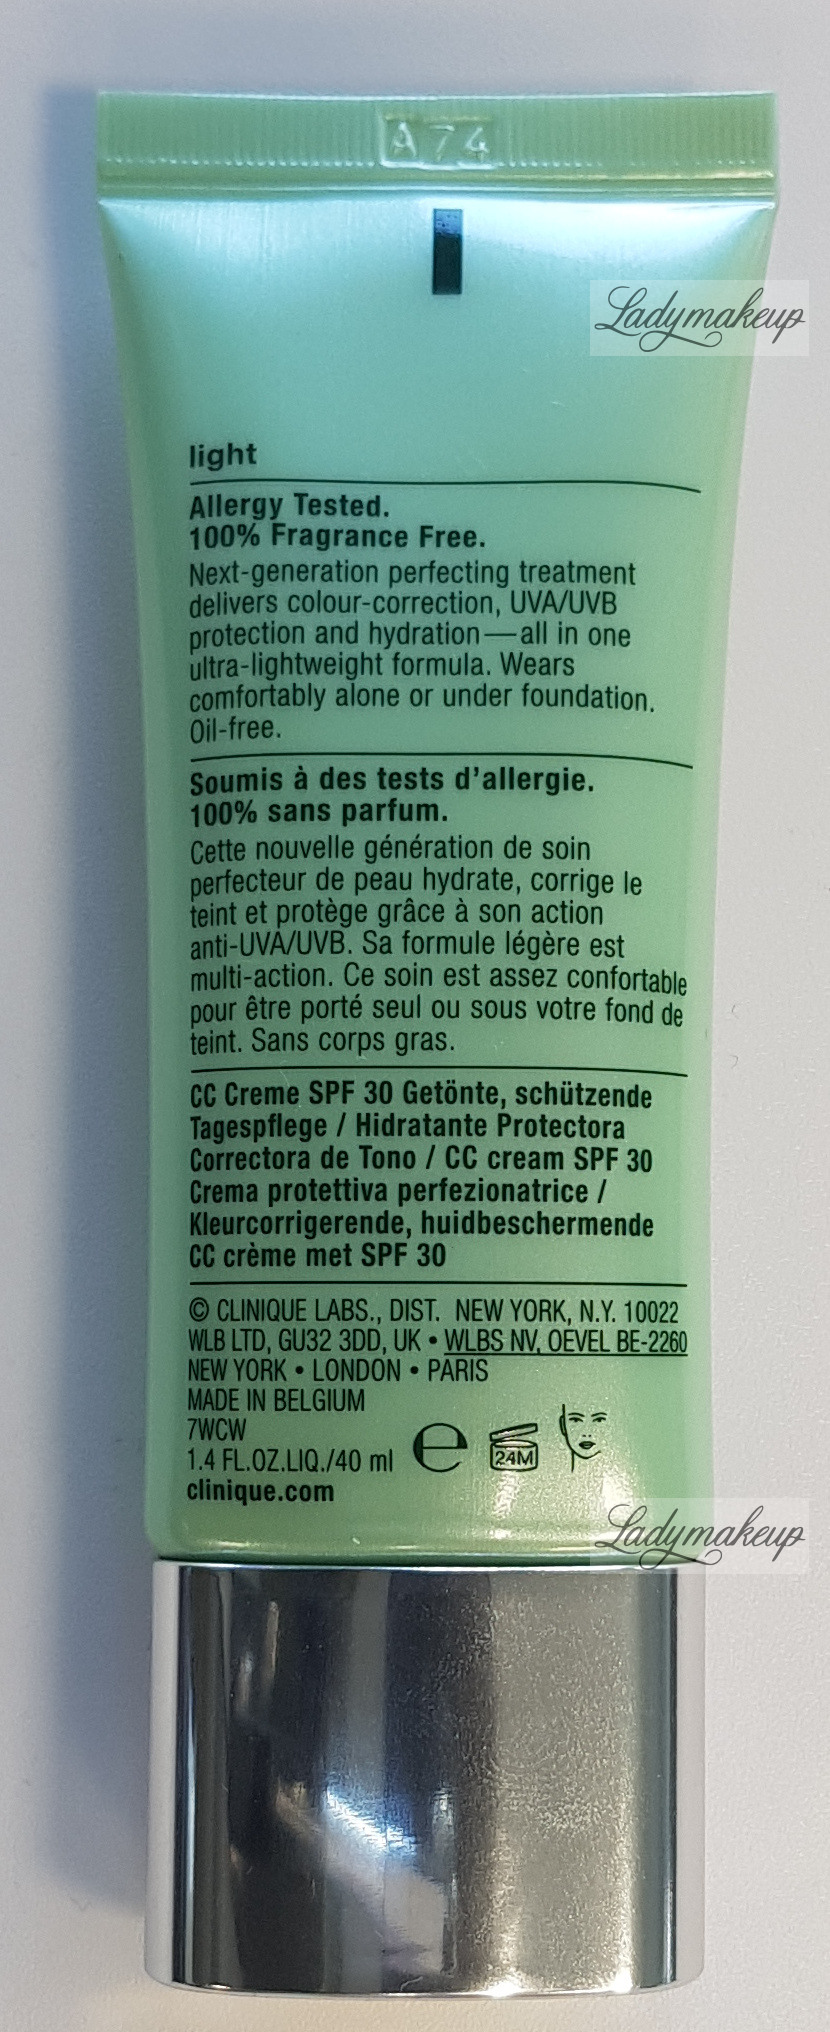 A 74
Ladymakeup
light
Allergy Tested.
100% Fragrance Free.
Next-generation perfecting treatment
delivers colour-correction, UVA/UVB
protection and hydration—all in one
ultra-lightweight formula. Wears
comfortably alone or under foundation.
Oil-free.
Soumis à des tests d'allergie.
100% sans parfum.
Cette nouvelle génération de soin
perfecteur de peau hydrate, corrige le
teint et protège grâce à son action
anti-UVA/UVB. Sa formule légère est
multi-action. Ce soin est assez confortable
pour être porté seul ou sous votre fond de
teint. Sans corps gras.
CC Creme SPF 30 Getönte, schützende
Tagespflege / Hidratante Protectora
Correctora de Tono / CC cream SPF 30
Crema protettiva perfezionatrice /
Kleurcorrigerende, huidbeschermende
CC crème met SPF 30
© CLINIQUE LABS., DIST. NEW YORK, N.Y. 10022
WLB LTD, GU32 3DD, UK • WLBS NV, OEVEL BE-2260
NEW YORK • LONDON • PARIS
MADE IN BELGIUM
7WCW
1.4 FL.OZ.LIQ./40 ml e 24M
clinique.com
Ladymakeup